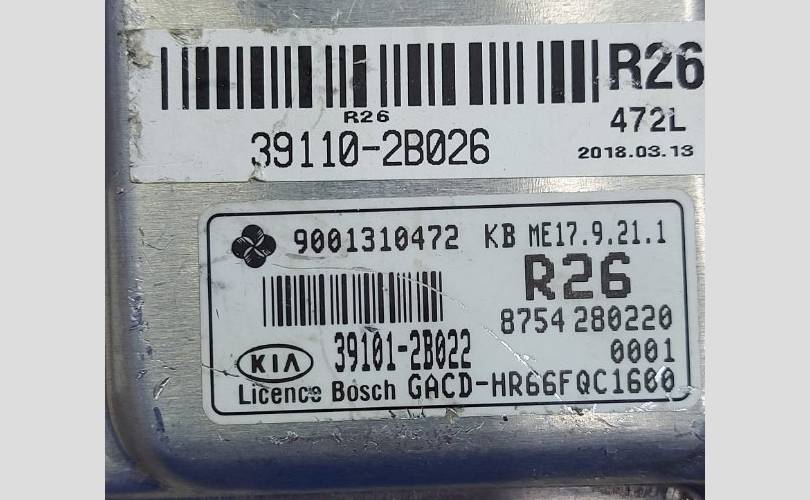 R26
R26
472L
39110-2B026
2018.03.13
9001310472 KB ME17.9.21.1
R26
8754 280220
39101-2B022
0001
KIA
Licence Bosch GACD-HR66FQC1600